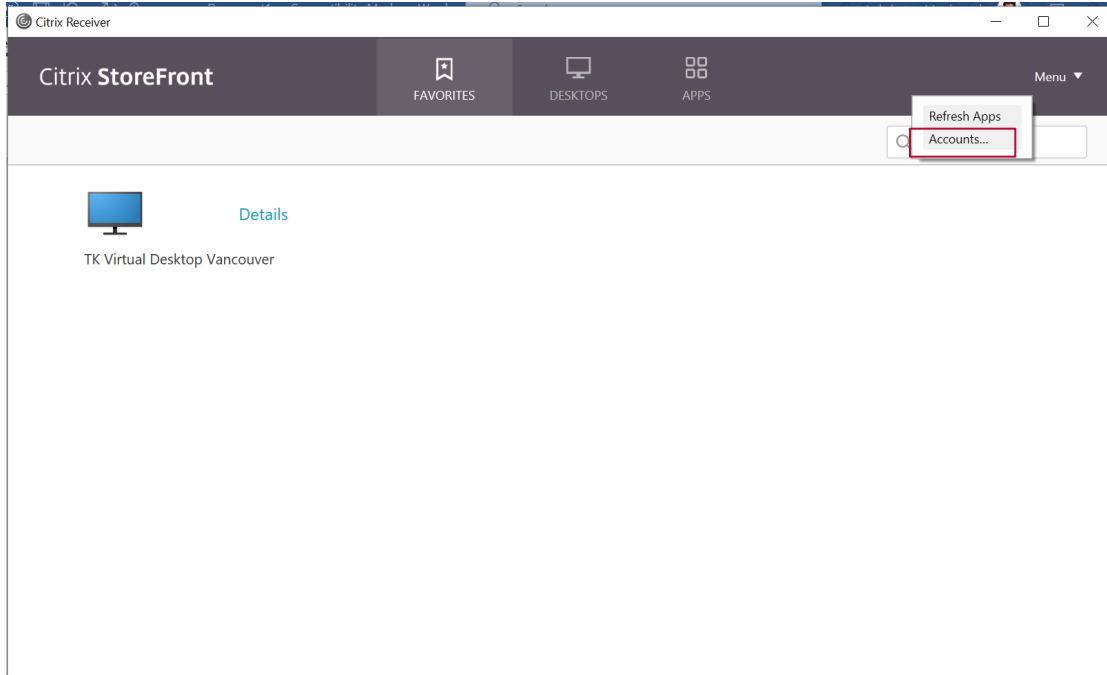 Citrix Receiver
Citrix StoreFront
FAVORITES
DESKTOPS
APPS
Menu
Refresh Apps
Accounts...
Details
TK Virtual Desktop Vancouver